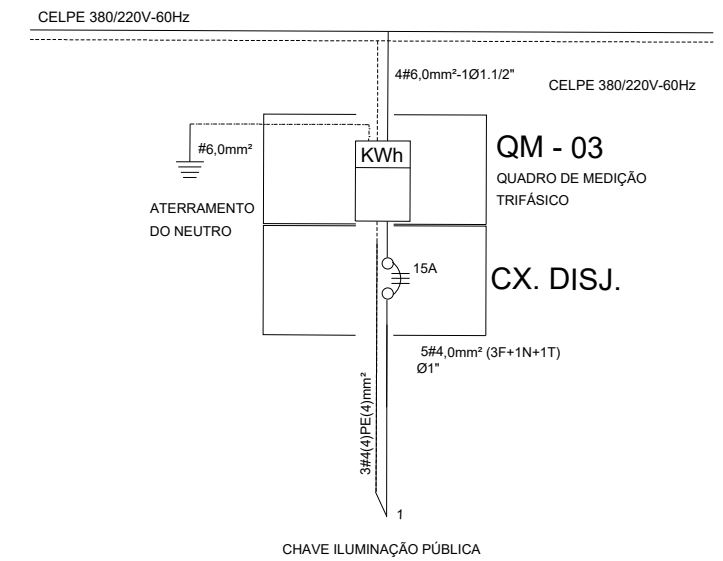 CELPE 380/220V-60Hz
4#6,0mm²-1Ø1.1/2"
CELPE 380/220V-60Hz
#6,0mm²
KWh
QM - 03
QUADRO DE MEDIÇÃO
TRIFÁSICO
ATERRAMENTO
DO NEUTRO
15A
CX. DISJ.
5#4,0mm² (3F+1N+1T)
Ø1"
3#4(4)PE(4)mm²
1
CHAVE ILUMINAÇÃO PÚBLICA